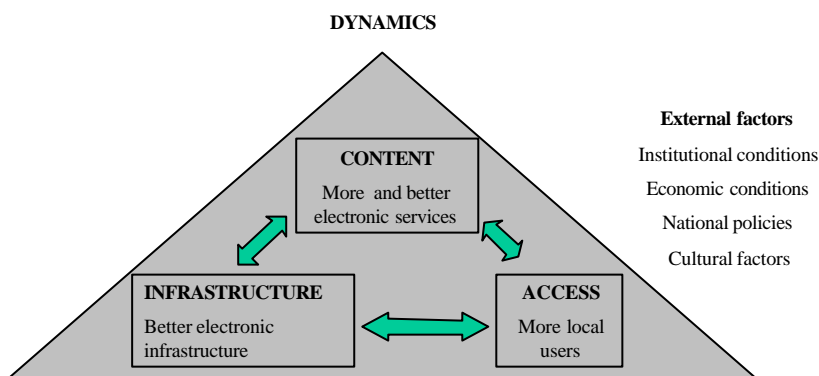 DYNAMICS
External factors
Institutional conditions
Economic conditions
National policies
Cultural factors
CONTENT
More and better
electronic services
INFRASTRUCTURE
Better electronic
infrastructure
ACCESS
More local
users